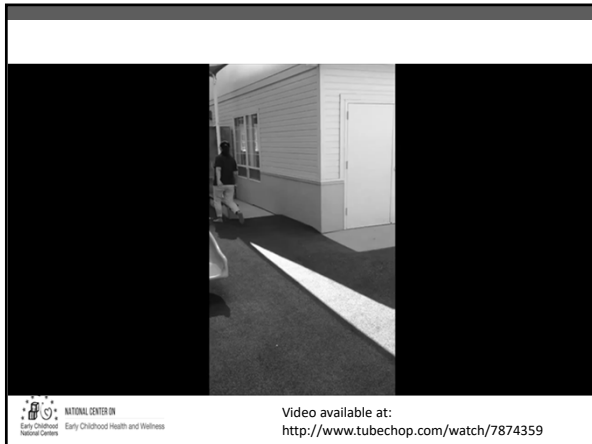 Early Childhood
National Centers
NATIONAL CENTER ON
Early Childhood Health and Wellness
Video available at:
http://www.tubechop.com/watch/7874359